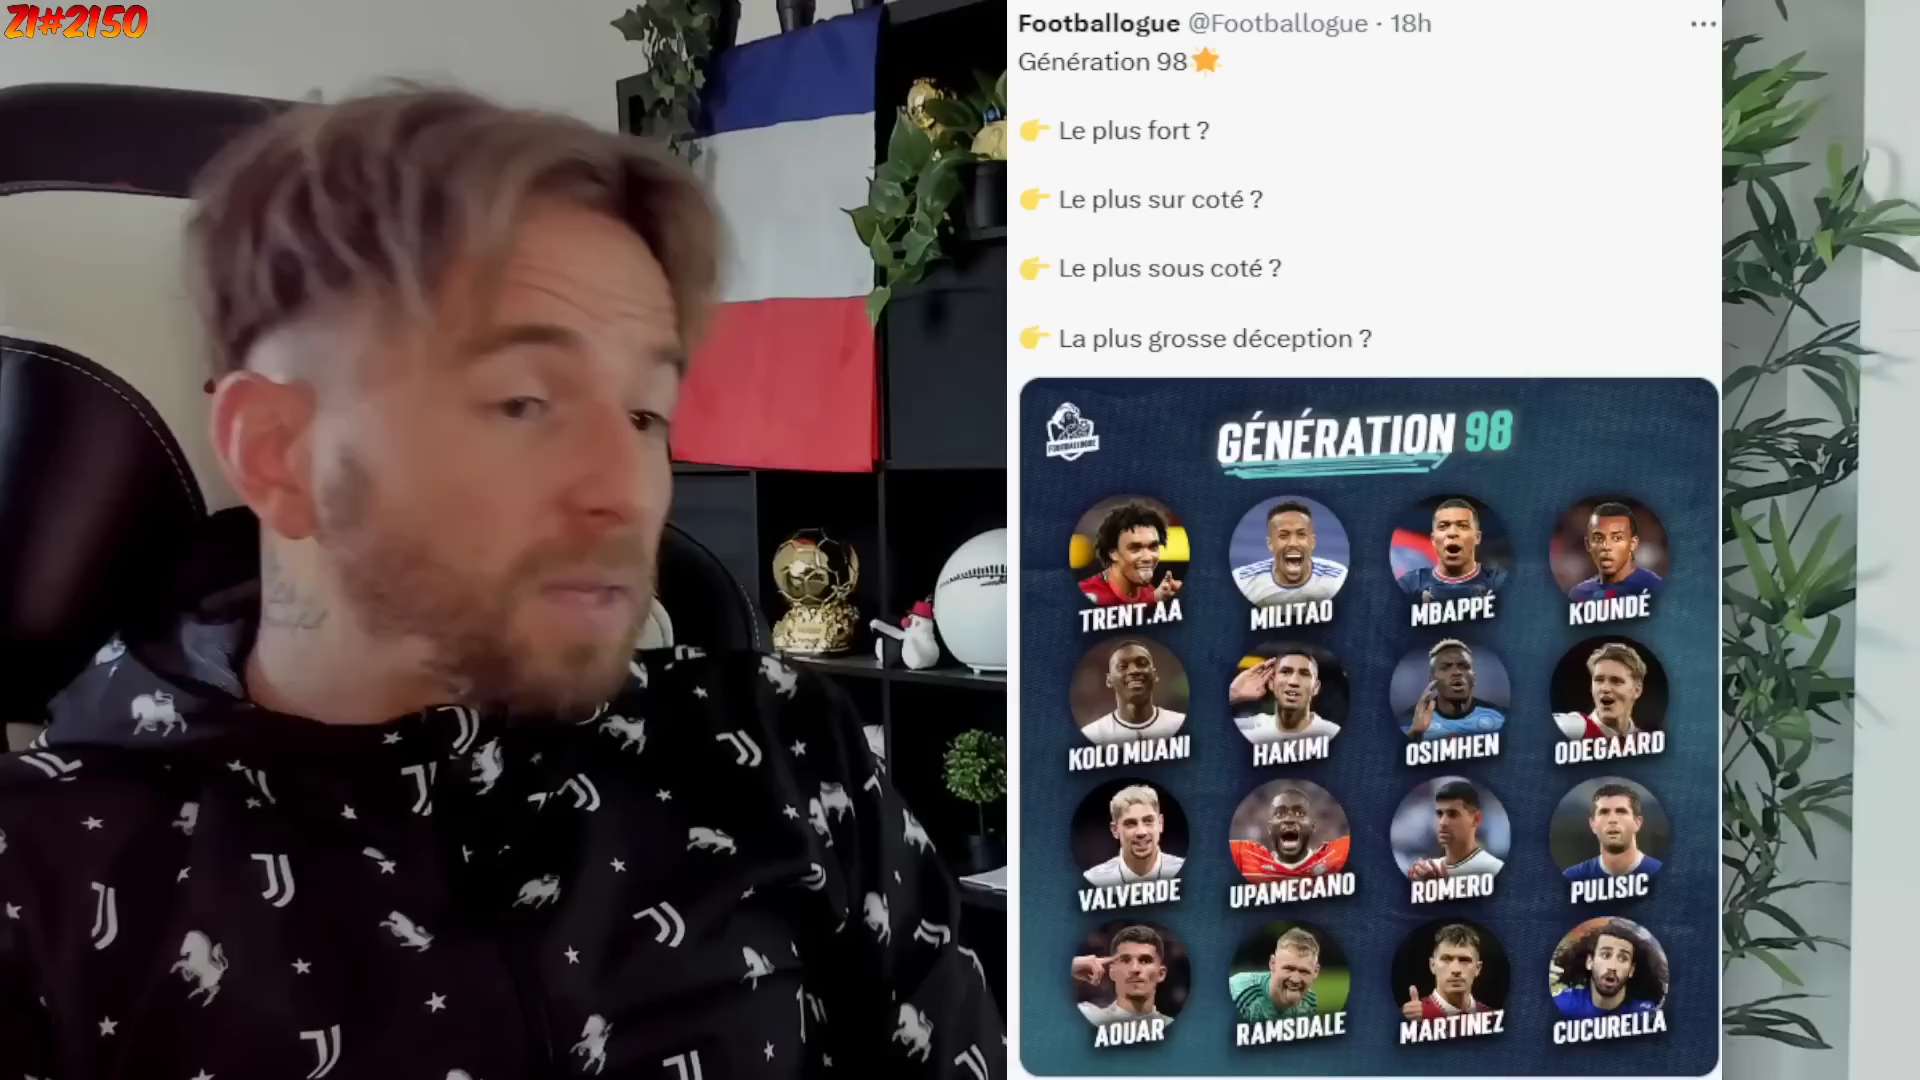 Z1#2150
Footballogue @Footballogue · 18h
Génération 98🌟
👉 Le plus fort ?
👉 Le plus sur coté ?
👉 Le plus sous coté ?
👉 La plus grosse déception ?
FOOTBALLOGUE
GÉNÉRATION 98
TRENT.AA
MILITAO
MBAPPÉ
KOUNDÉ
KOLO MUANI
HAKIMI
OSIMHEN
ODEGAARD
VALVERDE
UPAMECANO
ROMERO
PULISIC
AOUAR
RAMSDALE
MARTINEZ
CUCURELLA